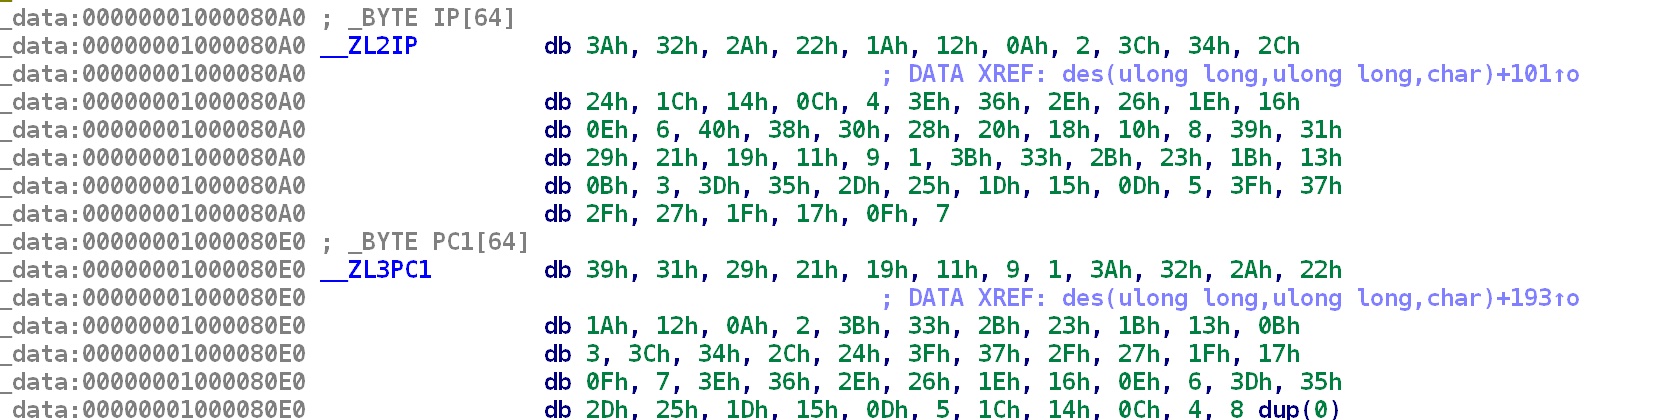 _data:00000001000080A0 ; _BYTE IP[64]
_data:00000001000080A0 __ZL2IP db 3Ah, 32h, 2Ah, 22h, 1Ah, 12h, 0Ah, 2, 3Ch, 34h, 2Ch
_data:00000001000080A0 ; DATA XREF: des(ulong long,ulong long,char)+101↑o
_data:00000001000080A0 db 24h, 1Ch, 14h, 0Ch, 4, 3Eh, 36h, 2Eh, 26h, 1Eh, 16h
_data:00000001000080A0 db 0Eh, 6, 40h, 38h, 30h, 28h, 20h, 18h, 10h, 8, 39h, 31h
_data:00000001000080A0 db 29h, 21h, 19h, 11h, 9, 1, 3Bh, 33h, 2Bh, 23h, 1Bh, 13h
_data:00000001000080A0 db 0Bh, 3, 3Dh, 35h, 2Dh, 25h, 1Dh, 15h, 0Dh, 5, 3Fh, 37h
_data:00000001000080A0 db 2Fh, 27h, 1Fh, 17h, 0Fh, 7
_data:00000001000080E0 ; _BYTE PC1[64]
_data:00000001000080E0 __ZL3PC1 db 39h, 31h, 29h, 21h, 19h, 11h, 9, 1, 3Ah, 32h, 2Ah, 22h
_data:00000001000080E0 ; DATA XREF: des(ulong long,ulong long,char)+193↑o
_data:00000001000080E0 db 1Ah, 12h, 0Ah, 2, 3Bh, 33h, 2Bh, 23h, 1Bh, 13h, 0Bh
_data:00000001000080E0 db 3, 3Ch, 34h, 2Ch, 24h, 3Fh, 37h, 2Fh, 27h, 1Fh, 17h
_data:00000001000080E0 db 0Fh, 7, 3Eh, 36h, 2Eh, 26h, 1Eh, 16h, 0Eh, 6, 3Dh, 35h
_data:00000001000080E0 db 2Dh, 25h, 1Dh, 15h, 0Dh, 5, 1Ch, 14h, 0Ch, 4, 8 dup(0)